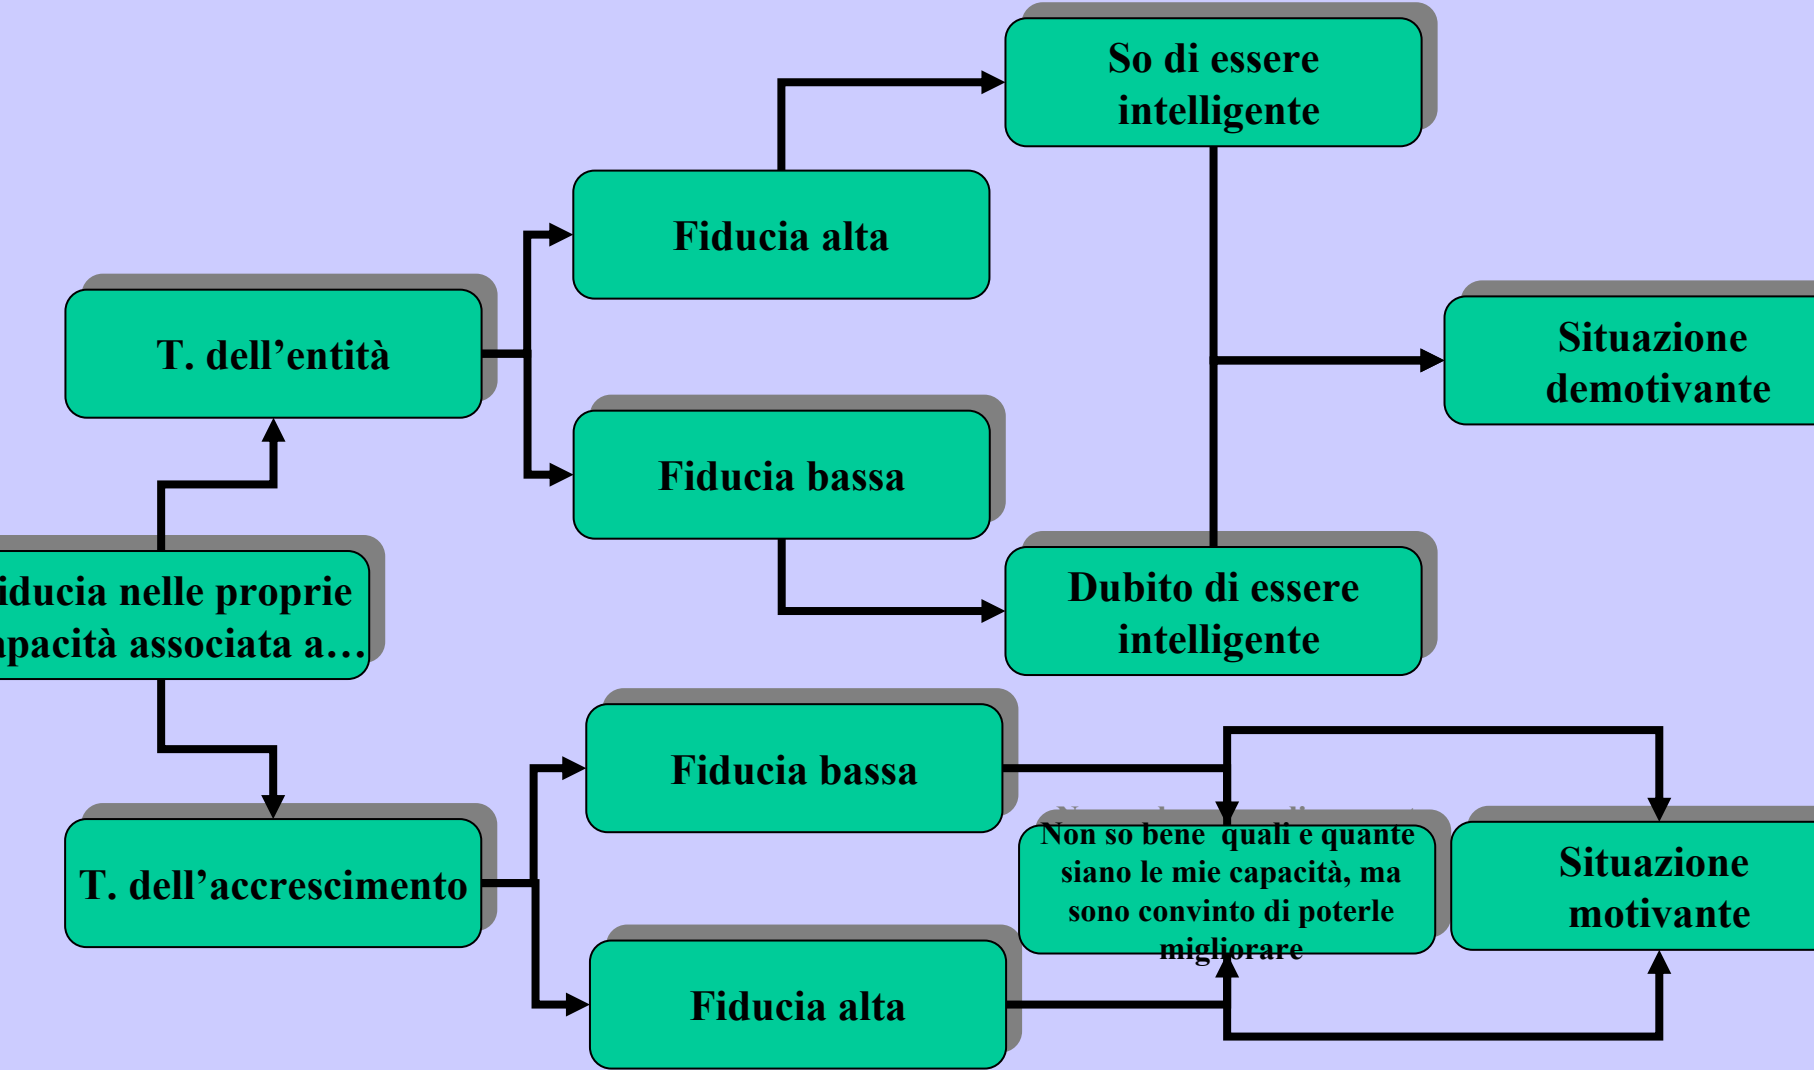 So di essere
intelligente
Fiducia alta
T. dell’entità
Situazione
demotivante
Fiducia bassa
iducia nelle proprie
apacità associata a…
Dubito di essere
intelligente
Fiducia bassa
T. dell’accrescimento
Non so bene  quali e quante
siano le mie capacità, ma
sono convinto di poterle
migliorare
Situazione
motivante
Fiducia alta